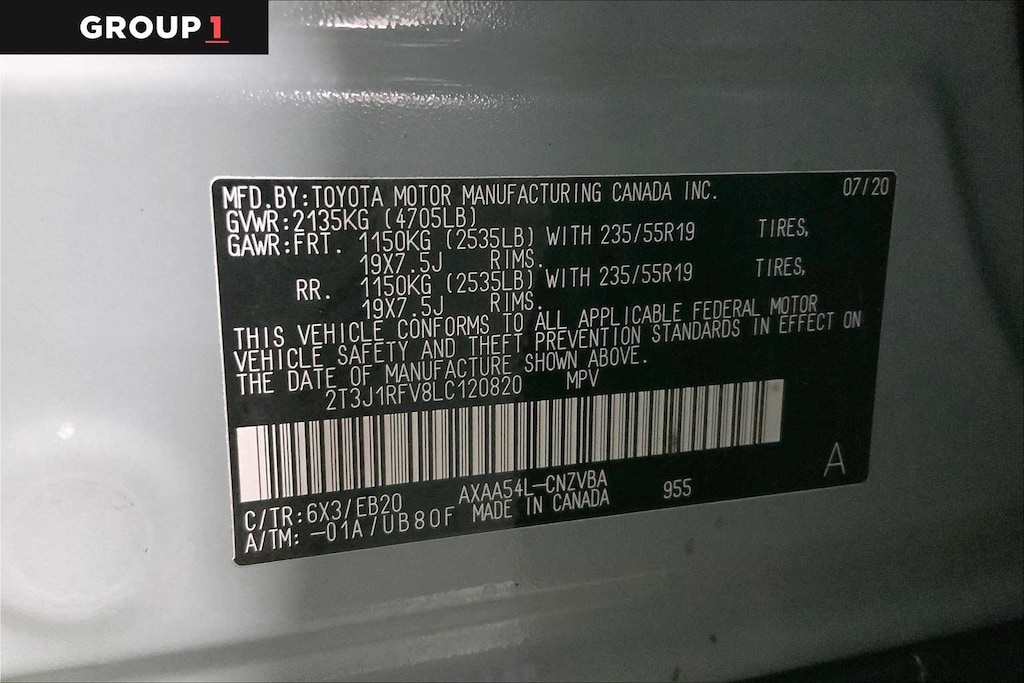 GROUP 1
MFD.BY:TOYOTA MOTOR MANUFACTURING CANADA INC. 07/20
GVWR:2135KG (4705LB)
GAWR:FRT. 1150KG (2535LB) WITH 235/55R19 TIRES,
19X7.5J RIMS.
RR. 1150KG (2535LB) WITH 235/55R19 TIRES,
19X7.5J RIMS.
THIS VEHICLE CONFORMS TO ALL APPLICABLE FEDERAL MOTOR
VEHICLE SAFETY AND THEFT PREVENTION STANDARDS IN EFFECT ON
THE DATE OF MANUFACTURE SHOWN ABOVE.
2T3J1RFV8LC120820 MPV
A
C/TR:6X3/EB20 AXAA54L-CNZVBA 955
A/TM: -01A/UB80F MADE IN CANADA